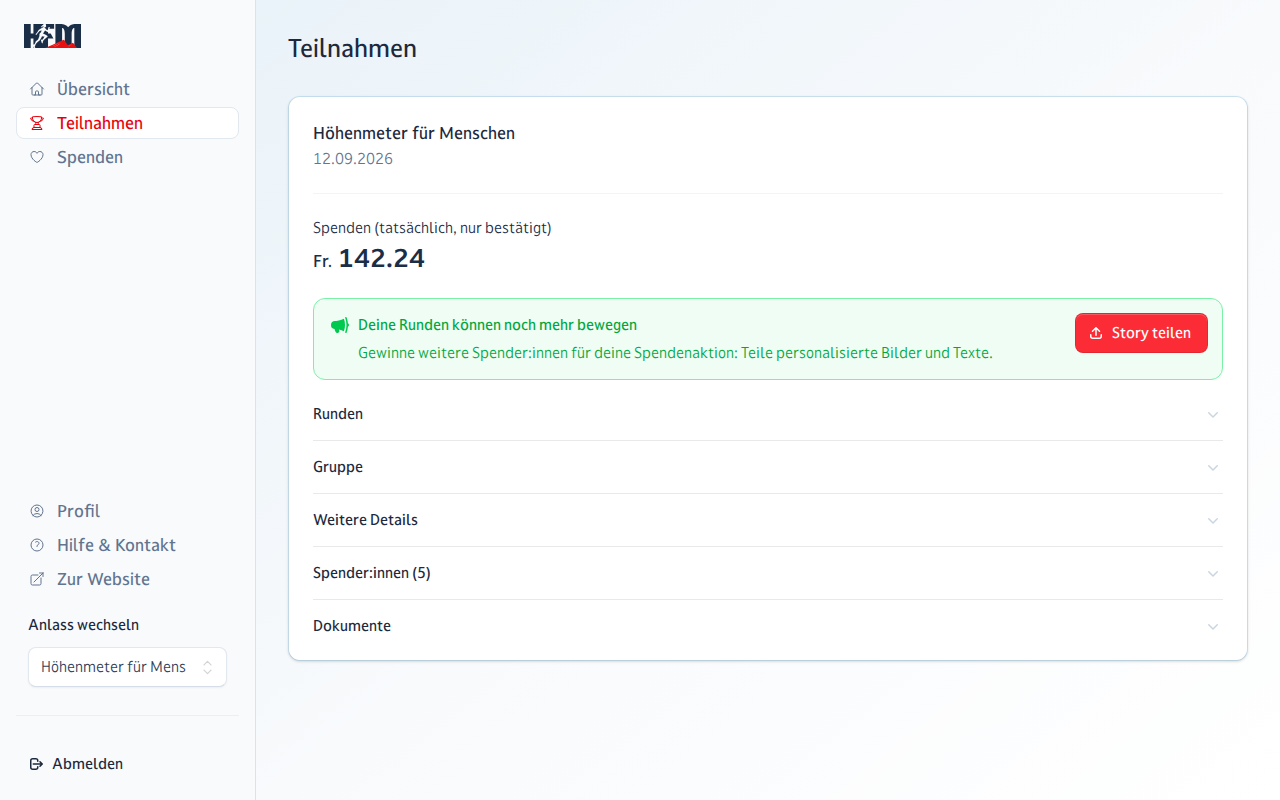 HFM
Übersicht
Teilnahmen
Spenden
Profil
Hilfe & Kontakt
Zur Website
Anlass wechseln
Höhenmeter für Mens
Abmelden
Teilnahmen
Höhenmeter für Menschen
12.09.2026
Spenden (tatsächlich, nur bestätigt)
Fr. 142.24
Deine Runden können noch mehr bewegen
Gewinne weitere Spender:innen für deine Spendenaktion: Teile personalisierte Bilder und Texte.
Story teilen
Runden
Gruppe
Weitere Details
Spender:innen (5)
Dokumente